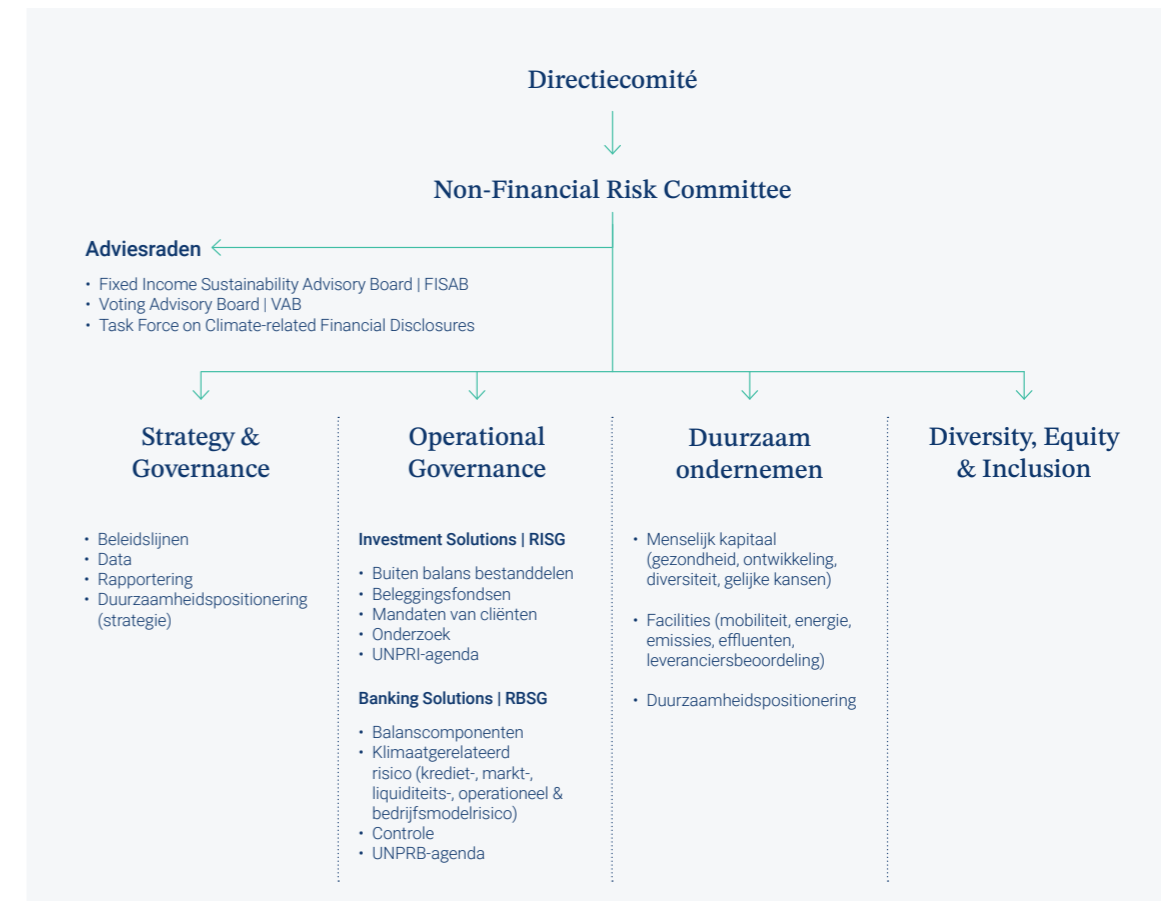 Directiecomité
Non-Financial Risk Committee
Adviesraden
• Fixed Income Sustainability Advisory Board | FISAB
• Voting Advisory Board | VAB
• Task Force on Climate-related Financial Disclosures
Strategy &
Governance
• Beleidslijnen
• Data
• Rapportering
• Duurzaamheidspositionering
(strategie)
Operational
Governance
Investment Solutions | RISG
• Buiten balans bestanddelen
• Beleggingsfondsen
• Mandaten van cliënten
• Onderzoek
• UNPRI-agenda
Banking Solutions | RBSG
• Balanscomponenten
• Klimaatgerelateerd
risico (krediet-, markt-,
liquiditeits-, operationeel &
bedrijfsmodelrisico)
• Controle
• UNPRB-agenda
Duurzaam
ondernemen
• Menselijk kapitaal
(gezondheid, ontwikkeling,
diversiteit, gelijke kansen)
• Facilities (mobiliteit, energie,
emissies, effluenten,
leveranciersbeoordeling)
• Duurzaamheidspositionering
Diversity, Equity
& Inclusion